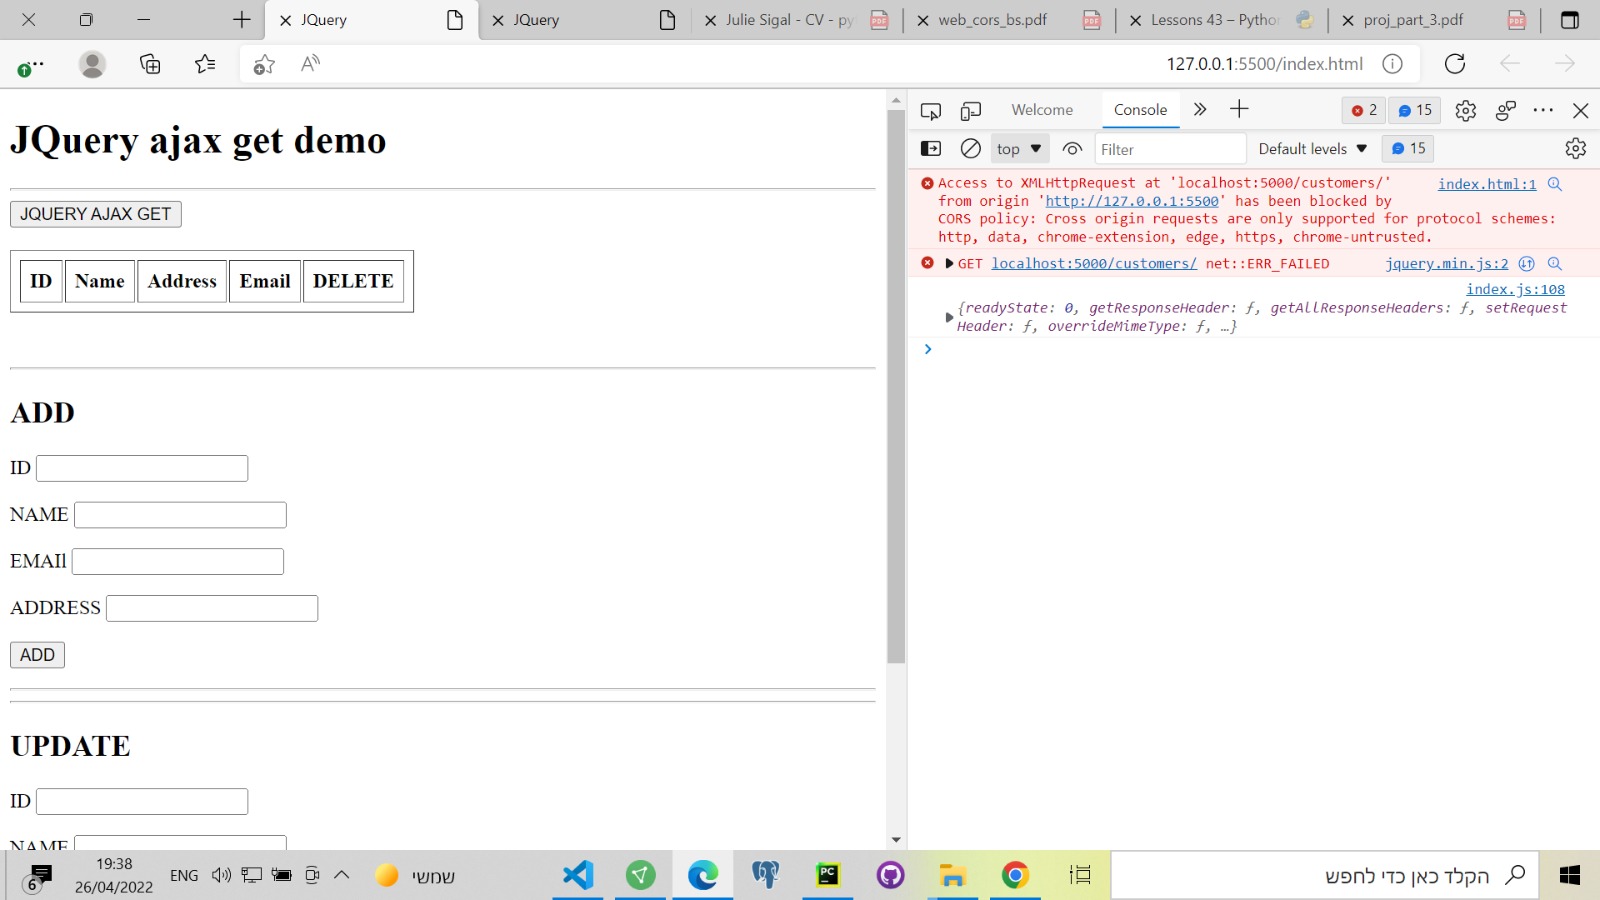 JQuery
JQuery
Julie Sigal - CV - py
web_cors_bs.pdf
Lessons 43 – Pytho
proj_part_3.pdf
127.0.0.1:5500/index.html
JQuery ajax get demo
JQUERY AJAX GET
ID Name Address Email DELETE
ADD
ID
NAME
EMAIl
ADDRESS
ADD
UPDATE
ID
NAME
Welcome Console 2 15
top Filter Default levels 15
Access to XMLHttpRequest at 'localhost:5000/customers/' index.html:1
from origin 'http://127.0.0.1:5500' has been blocked by
CORS policy: Cross origin requests are only supported for protocol schemes:
http, data, chrome-extension, edge, https, chrome-untrusted.
GET localhost:5000/customers/ net::ERR_FAILED jquery.min.js:2
index.js:108
{readyState: 0, getResponseHeader: ƒ, getAllResponseHeaders: ƒ, setRequest
Header: ƒ, overrideMimeType: ƒ, …}
6
19:38
26/04/2022
ENG
שמשי
PC
הקלד כאן כדי לחפש